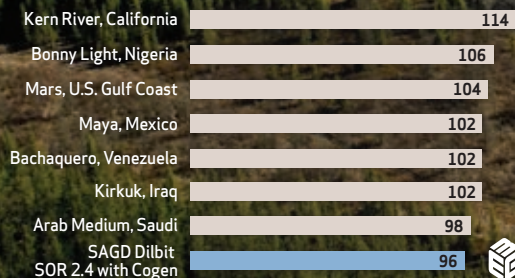 Kern River, California 114
Bonny Light, Nigeria 106
Mars, U.S. Gulf Coast 104
Maya, Mexico 102
Bachaquero, Venezuela 102
Kirkuk, Iraq 102
Arab Medium, Saudi 98
SAGD Dilbit
SOR 2.4 with Cogen 96